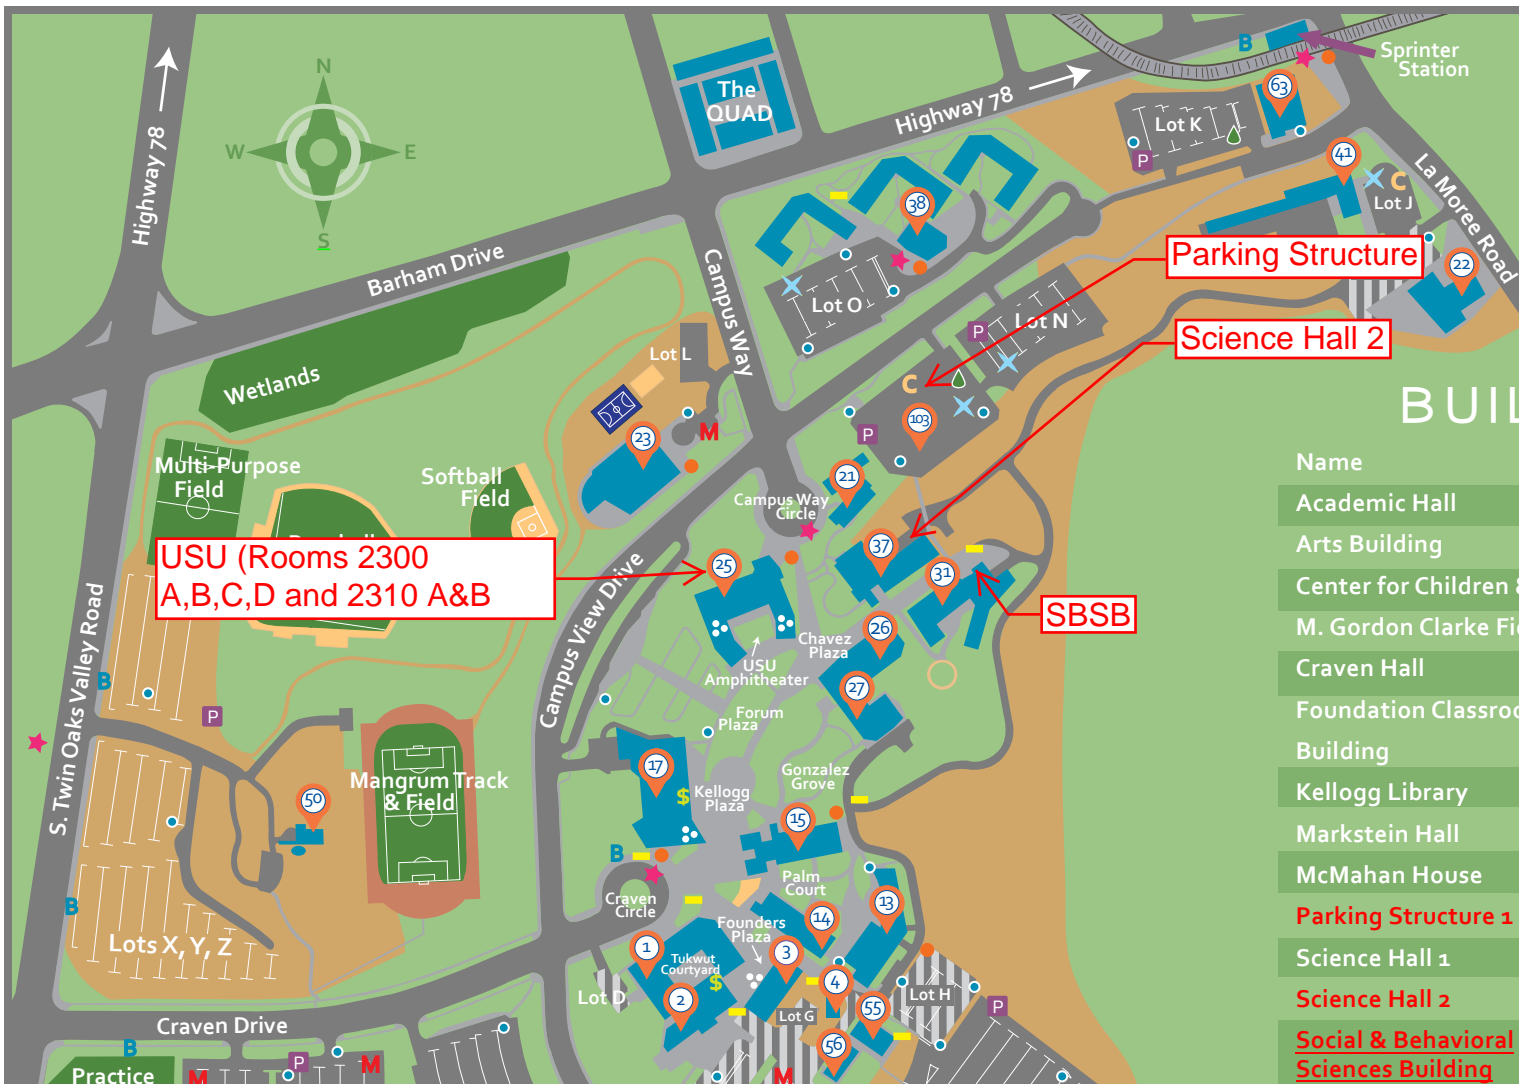 Sprinter
Station
B
63
The
QUAD
Highway 78
Lot K
P
N
W
E
S
Highway 78
41
C
Lot J
La Moree Road
38
22
Barham Drive
Campus Way
Parking Structure
Lot O
P
Lot N
Science Hall 2
Lot L
Wetlands
C
BUIL
103
P
M
23
Multi-Purpose
Field
Softball
Field
21
Campus Way
Circle
Name
Academic Hall
Arts Building
Center for Children &
M. Gordon Clarke Fie
Craven Hall
Foundation Classroo
Building
Kellogg Library
Markstein Hall
McMahan House
Parking Structure 1
Science Hall 1
Science Hall 2
Social & Behavioral
Sciences Building
USU (Rooms 2300
A,B,C,D and 2310 A&B
25
37
31
SBSB
26
Chavez
Plaza
USU
Amphitheater
27
Campus View Drive
S. Twin Oaks Valley Road
B
P
Forum
Plaza
17
$
Kellogg
Plaza
Gonzalez
Grove
Mangrum Track
& Field
50
15
B
Palm
Court
Craven
Circle
13
14
B
Founders
Plaza
Lots X, Y, Z
1
Tukwut
Courtyard
3
$
4
2
Lot D
Lot H
55
Lot G
P
56
Craven Drive
B
P
M
M
M
Practice